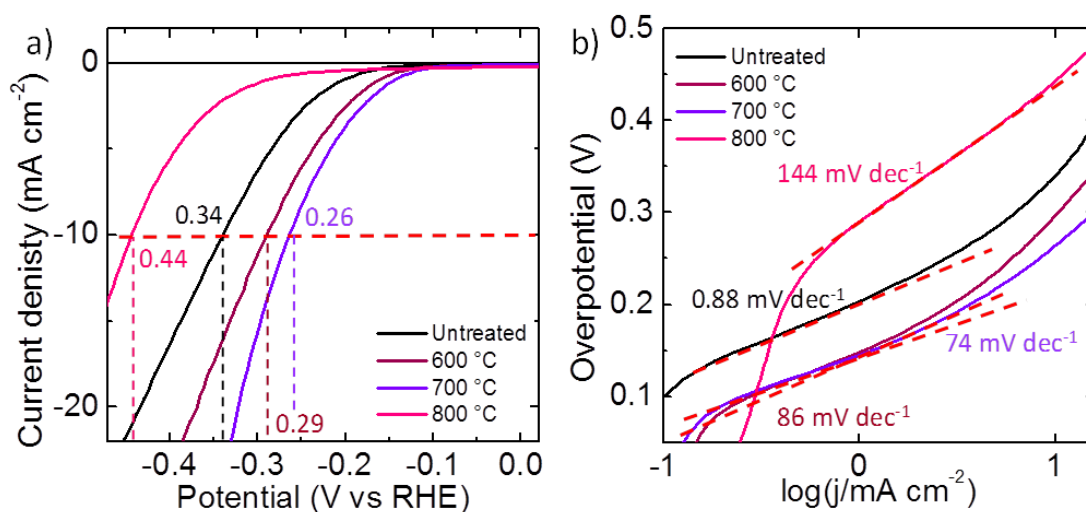 a)
0
-10
-20
Current denisty (mA cm⁻²)
0.34
0.26
0.44
0.29
Untreated
600 °C
700 °C
800 °C
-0.4
-0.3
-0.2
-0.1
0.0
Potential (V vs RHE)
b)
0.5
0.4
0.3
0.2
0.1
Overpotential (V)
Untreated
600 °C
700 °C
800 °C
144 mV dec⁻¹
0.88 mV dec⁻¹
74 mV dec⁻¹
86 mV dec⁻¹
-1
0
1
log(j/mA cm⁻²)